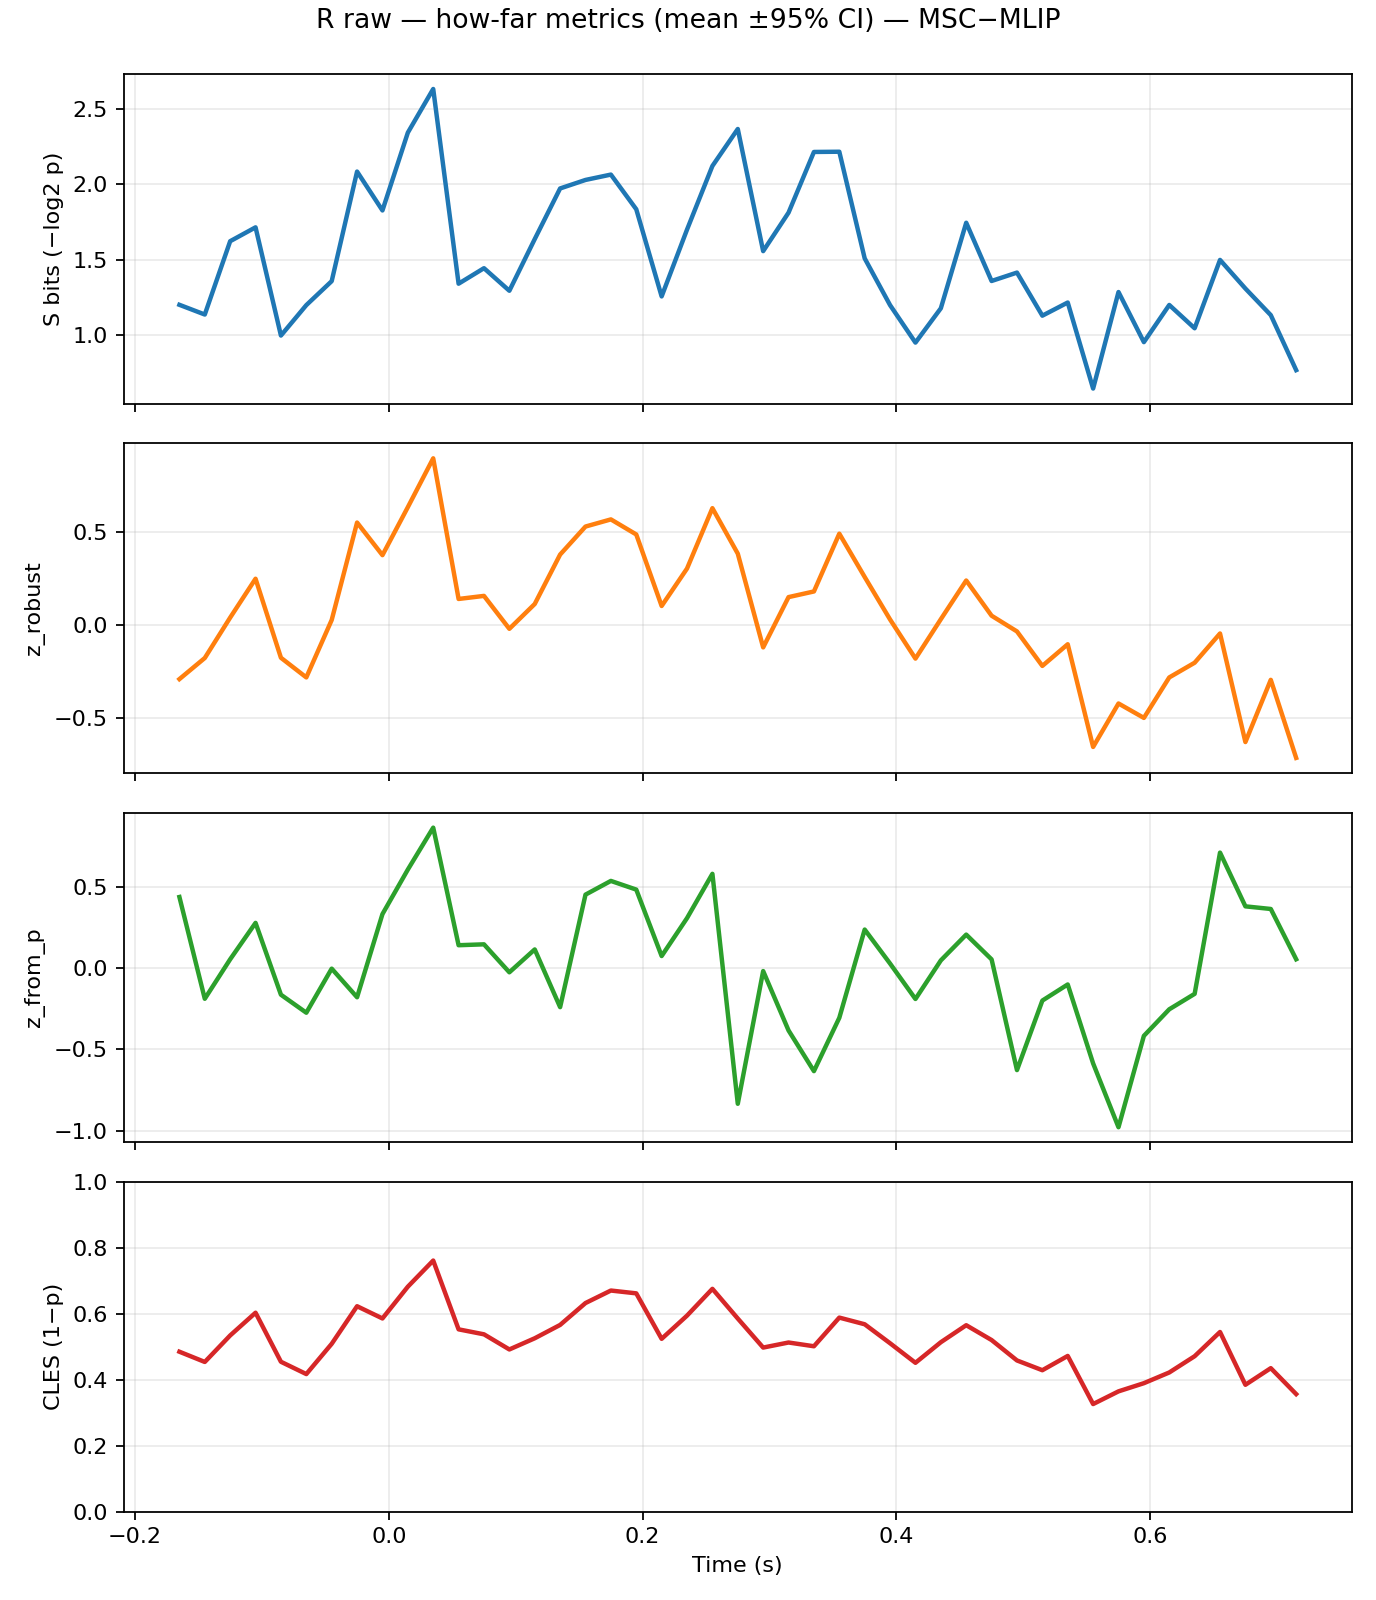 R raw — how-far metrics (mean ±95% CI) — MSC−MLIP
S bits (−log2 p)
2.5
2.0
1.5
1.0
z_robust
0.5
0.0
−0.5
z_from_p
0.5
0.0
−0.5
−1.0
CLES (1−p)
1.0
0.8
0.6
0.4
0.2
0.0
−0.2 0.0 0.2 0.4 0.6
Time (s)